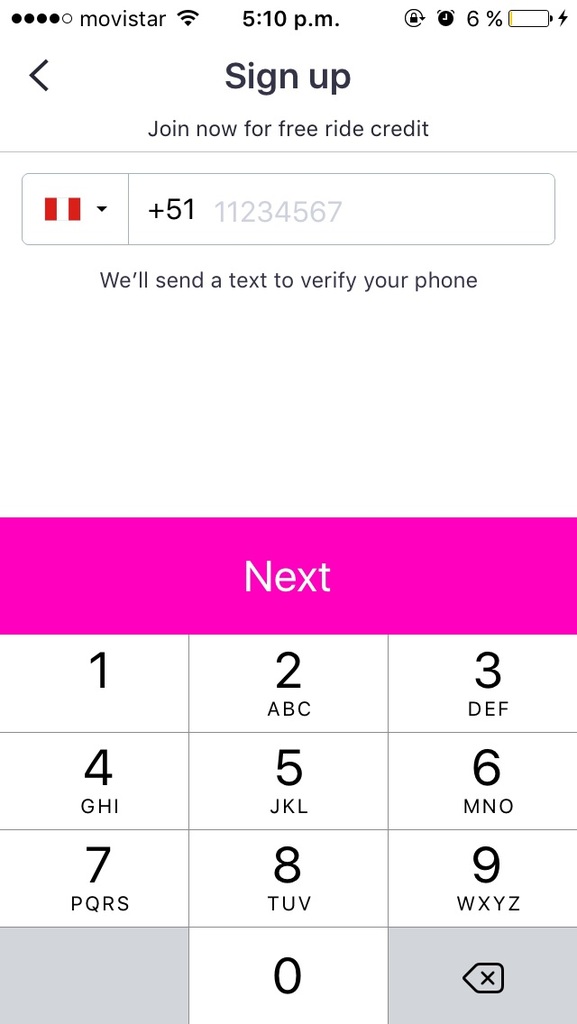 movistar 5:10 p.m. 6 %
Sign up
Join now for free ride credit
+51 11234567
We’ll send a text to verify your phone
Next
1 2 3
ABC DEF
4 5 6
GHI JKL MNO
7 8 9
PQRS TUV WXYZ
0